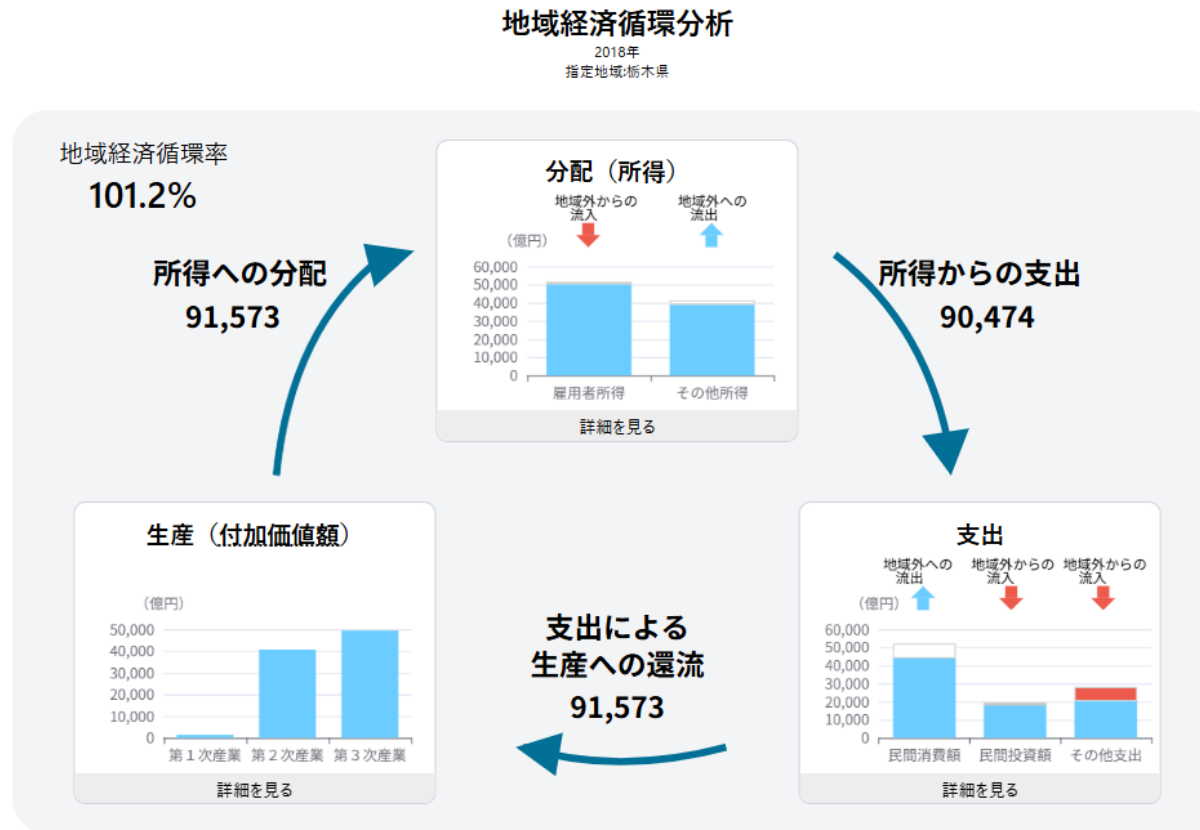 地域経済循環分析
2018年
指定地域:栃木県
地域経済循環率
101.2%
所得への分配
91,573
分配（所得）
地域外からの
流入
地域外への
流出
（億円）
60,000
50,000
40,000
30,000
20,000
10,000
0
雇用者所得
その他所得
詳細を見る
所得からの支出
90,474
生産（付加価値額）
（億円）
50,000
40,000
30,000
20,000
10,000
0
第１次産業
第２次産業
第３次産業
詳細を見る
支出による
生産への還流
91,573
支出
地域外への
流出
地域外からの
流入
地域外からの
流入
（億円）
60,000
50,000
40,000
30,000
20,000
10,000
0
民間消費額
民間投資額
その他支出
詳細を見る